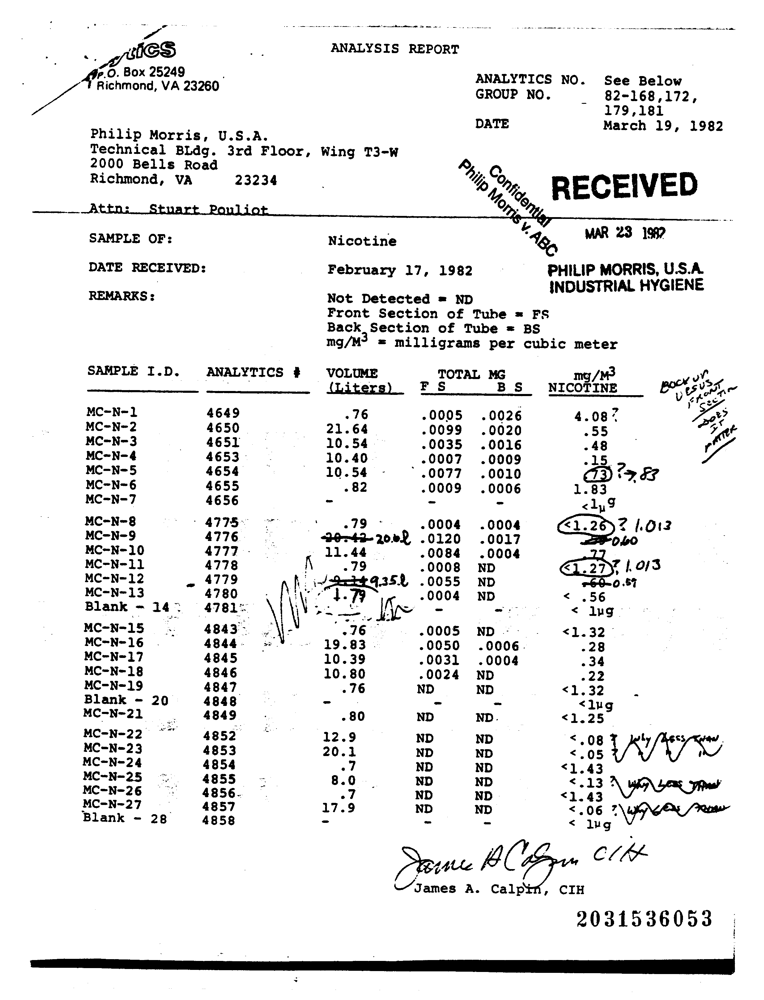 ANALYSIS REPORT
P.O. Box 25249
Richmond, VA 23260
ANALYTICS NO. See Below
GROUP NO. 82-168,172,
179,181
DATE March 19, 1982
Philip Morris, U.S.A.
Technical BLdg. 3rd Floor, Wing T3-W
2000 Bells Road
Richmond, VA 23234
Attn: Stuart Pouliot
Confidential
Philip Morris v. ABC
RECEIVED
MAR 23 1982
PHILIP MORRIS, U.S.A.
INDUSTRIAL HYGIENE
SAMPLE OF: Nicotine
DATE RECEIVED: February 17, 1982
REMARKS: Not Detected = ND
Front Section of Tube = FS
Back Section of Tube = BS
mg/M3 = milligrams per cubic meter
SAMPLE I.D. ANALYTICS # VOLUME TOTAL MG mg/M3
(Liters) F S B S NICOTINE
BACK UP
VERSUS
FRONT
SECTION
DOES
IT
MATTER
MC-N-1 4649 .76 .0005 .0026 4.08 ?
MC-N-2 4650 21.64 .0099 .0020 .55
MC-N-3 4651 10.54 .0035 .0016 .48
MC-N-4 4653 10.40 .0007 .0009 .15
MC-N-5 4654 10.54 .0077 .0010 .73 ? → .83
MC-N-6 4655 .82 .0009 .0006 1.83
MC-N-7 4656 - - - <1µg
MC-N-8 4775 .79 .0004 .0004 <1.26 ? 1.013
MC-N-9 4776 20.42 20.6l .0120 .0017 0.60
MC-N-10 4777 11.44 .0084 .0004 .77
MC-N-11 4778 .79 .0008 ND <1.27 ? 1.013
MC-N-12 4779 9.35l .0055 ND .60 0.59
MC-N-13 4780 1.79 .0004 ND < .56
Blank - 14 4781 - - - < 1µg
MC-N-15 4843 .76 .0005 ND <1.32
MC-N-16 4844 19.83 .0050 .0006 .28
MC-N-17 4845 10.39 .0031 .0004 .34
MC-N-18 4846 10.80 .0024 ND .22
MC-N-19 4847 .76 ND ND <1.32
Blank - 20 4848 - - - <1µg
MC-N-21 4849 .80 ND ND <1.25
MC-N-22 4852 12.9 ND ND <.08 ? Why less than
MC-N-23 4853 20.1 ND ND <.05
MC-N-24 4854 .7 ND ND <1.43
MC-N-25 4855 8.0 ND ND <.13 ? Why less than
MC-N-26 4856 .7 ND ND <1.43
MC-N-27 4857 17.9 ND ND <.06 ? Why less than
Blank - 28 4858 - - - < 1µg
James A Calpin CIH
James A. Calpin, CIH
2031536053